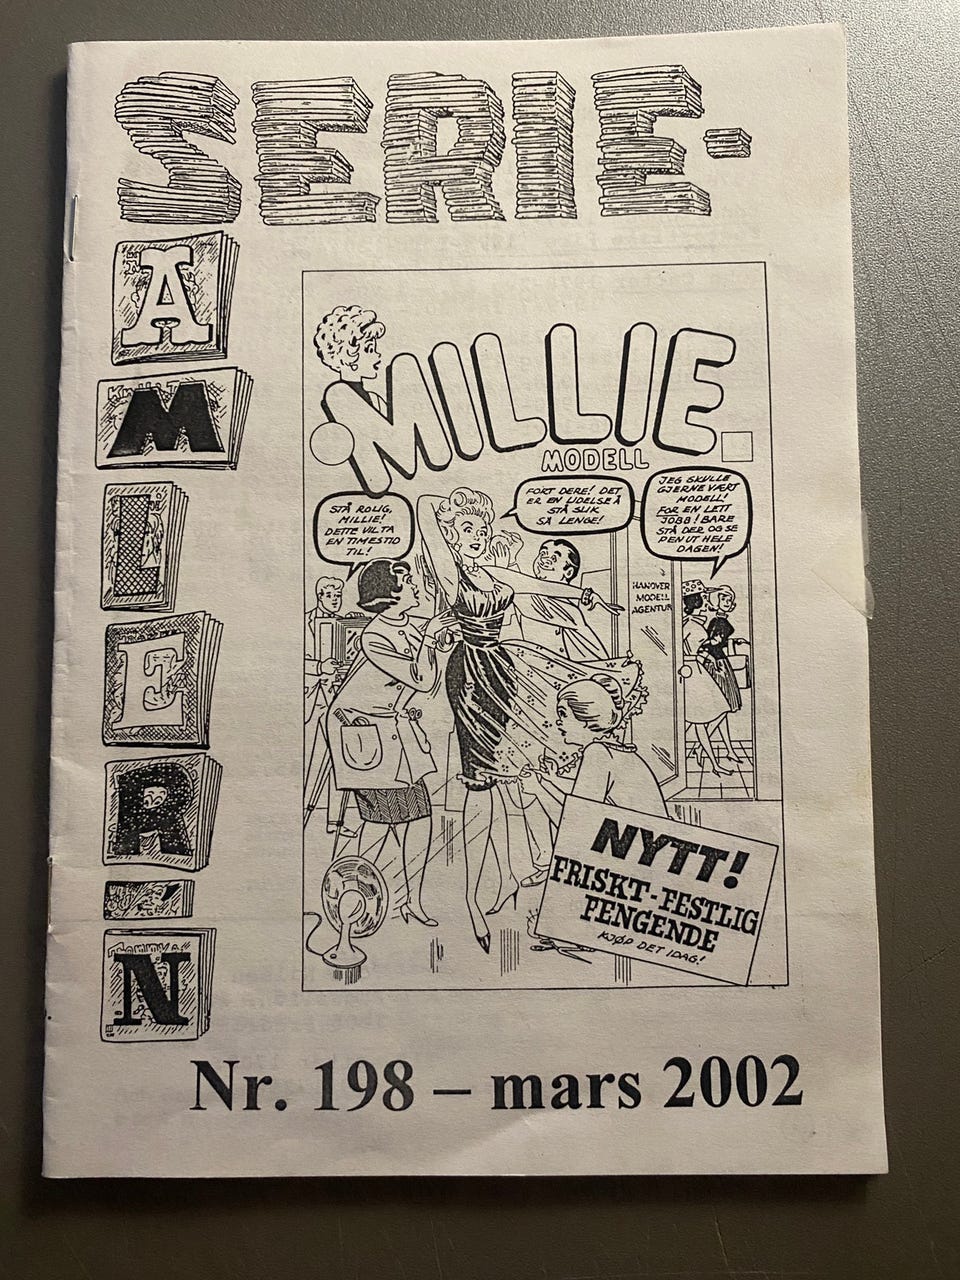 SERIE-
AMLER'N
MILLIE
MODELL
STÅ ROLIG,
MILLIE!
DETTE VIL TA
EN TIMESTID
TIL!
FORT DERE! DET
ER EN LIDELSE Å
STÅ SLIK
SÅ LENGE!
JEG SKULLE
GJERNE VÆRT
MODELL!
FOR EN LETT
JOBB! BARE
STÅ DER OG SE
PEN UT HELE
DAGEN!
HANOVER
MODELL
AGENTUR
NYTT!
FRISKT-FESTLIG
FENGENDE
KJØP DET IDAG!
Nr. 198 – mars 2002